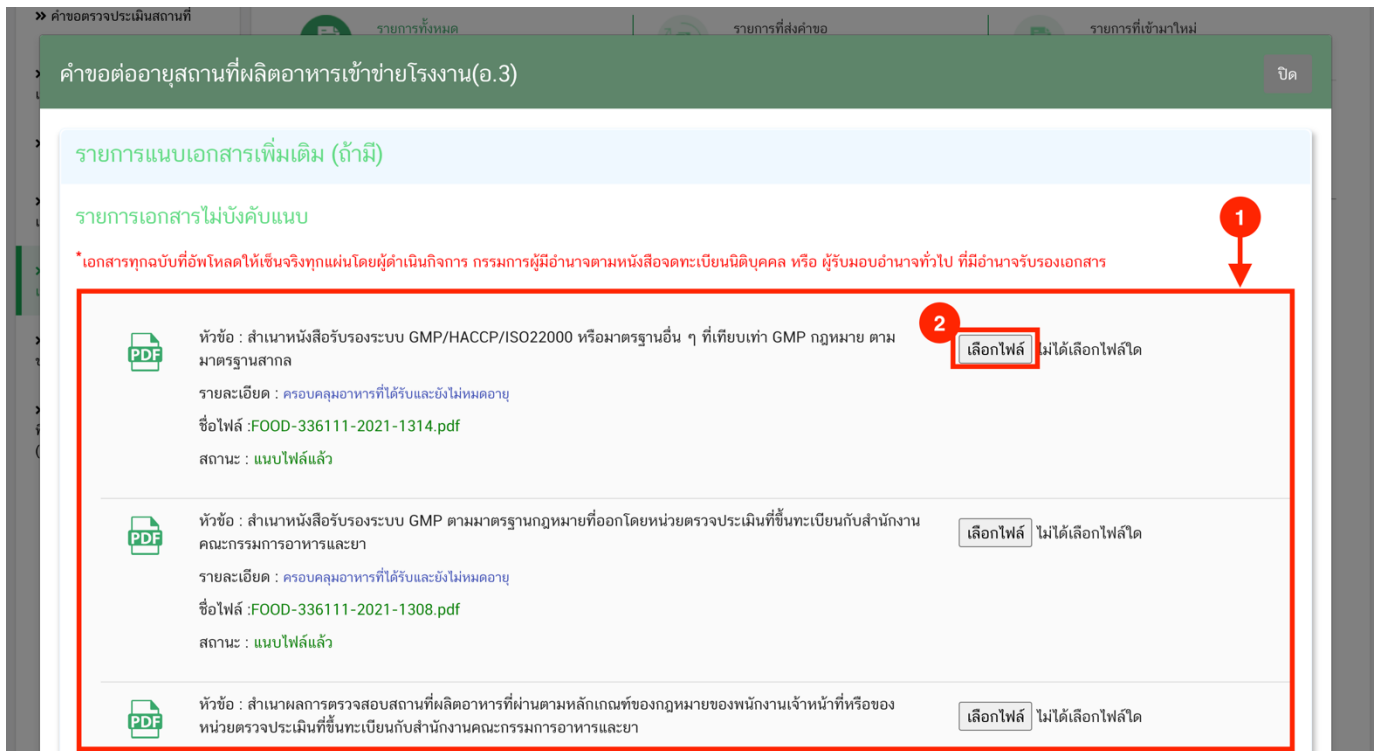 » คำขอตรวจประเมินสถานที่
รายการทั้งหมด
รายการที่ส่งคำขอ
รายการที่เข้ามาใหม่
คำขอต่ออายุสถานที่ผลิตอาหารเข้าข่ายโรงงาน(อ.3)
ปิด
รายการแนบเอกสารเพิ่มเติม (ถ้ามี)
รายการเอกสารไม่บังคับแนบ
1
*เอกสารทุกฉบับที่อัพโหลดให้เซ็นจริงทุกแผ่นโดยผู้ดำเนินกิจการ กรรมการผู้มีอำนาจตามหนังสือจดทะเบียนนิติบุคคล หรือ ผู้รับมอบอำนาจทั่วไป ที่มีอำนาจรับรองเอกสาร
2
PDF
หัวข้อ : สำเนาหนังสือรับรองระบบ GMP/HACCP/ISO22000 หรือมาตรฐานอื่น ๆ ที่เทียบเท่า GMP กฎหมาย ตาม
มาตรฐานสากล
เลือกไฟล์ ไม่ได้เลือกไฟล์ใด
รายละเอียด : ครอบคลุมอาหารที่ได้รับและยังไม่หมดอายุ
ชื่อไฟล์ :FOOD-336111-2021-1314.pdf
สถานะ : แนบไฟล์แล้ว
PDF
หัวข้อ : สำเนาหนังสือรับรองระบบ GMP ตามมาตรฐานกฎหมายที่ออกโดยหน่วยตรวจประเมินที่ขึ้นทะเบียนกับสำนักงาน
คณะกรรมการอาหารและยา
เลือกไฟล์ ไม่ได้เลือกไฟล์ใด
รายละเอียด : ครอบคลุมอาหารที่ได้รับและยังไม่หมดอายุ
ชื่อไฟล์ :FOOD-336111-2021-1308.pdf
สถานะ : แนบไฟล์แล้ว
PDF
หัวข้อ : สำเนาผลการตรวจสอบสถานที่ผลิตอาหารที่ผ่านตามหลักเกณฑ์ของกฎหมายของพนักงานเจ้าหน้าที่หรือของ
หน่วยตรวจประเมินที่ขึ้นทะเบียนกับสำนักงานคณะกรรมการอาหารและยา
เลือกไฟล์ ไม่ได้เลือกไฟล์ใด